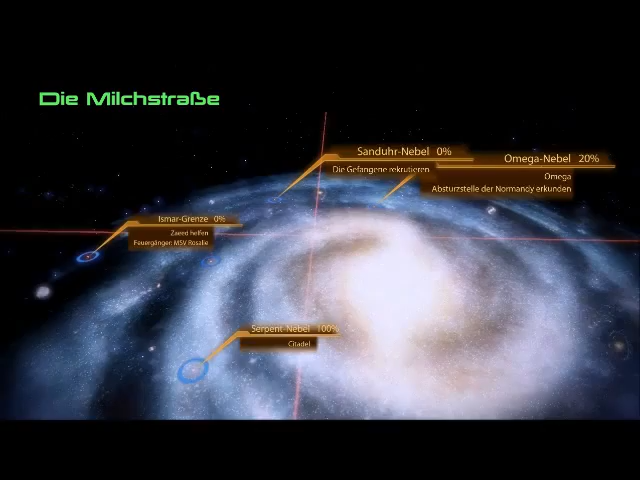 Die Milchstraße
Sanduhr-Nebel 0%
Die Gefangene rekrutieren
Omega-Nebel 20%
Omega
Absturzstelle der Normandy erkunden
Ismar-Grenze 0%
Zaeed helfen
Feuergänger: MSV Rosalie
Serpent-Nebel 100%
Citadel